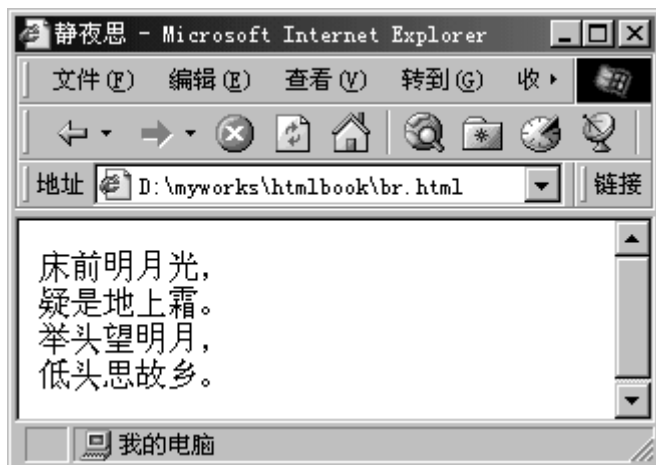 静夜思 - Microsoft Internet Explorer
文件(F) 编辑(E) 查看(V) 转到(G) 收
地址 D:\myworks\htmlbook\br.html 链接
床前明月光，
疑是地上霜。
举头望明月，
低头思故乡。
我的电脑